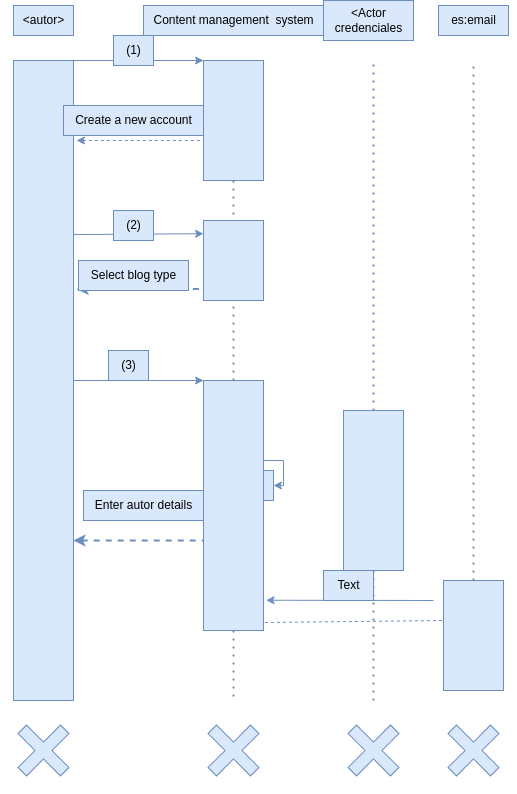 <autor>
Content management  system
<Actor
credenciales
es:email
(1)
Create a new account
(2)
Select blog type
(3)
Enter autor details
Text